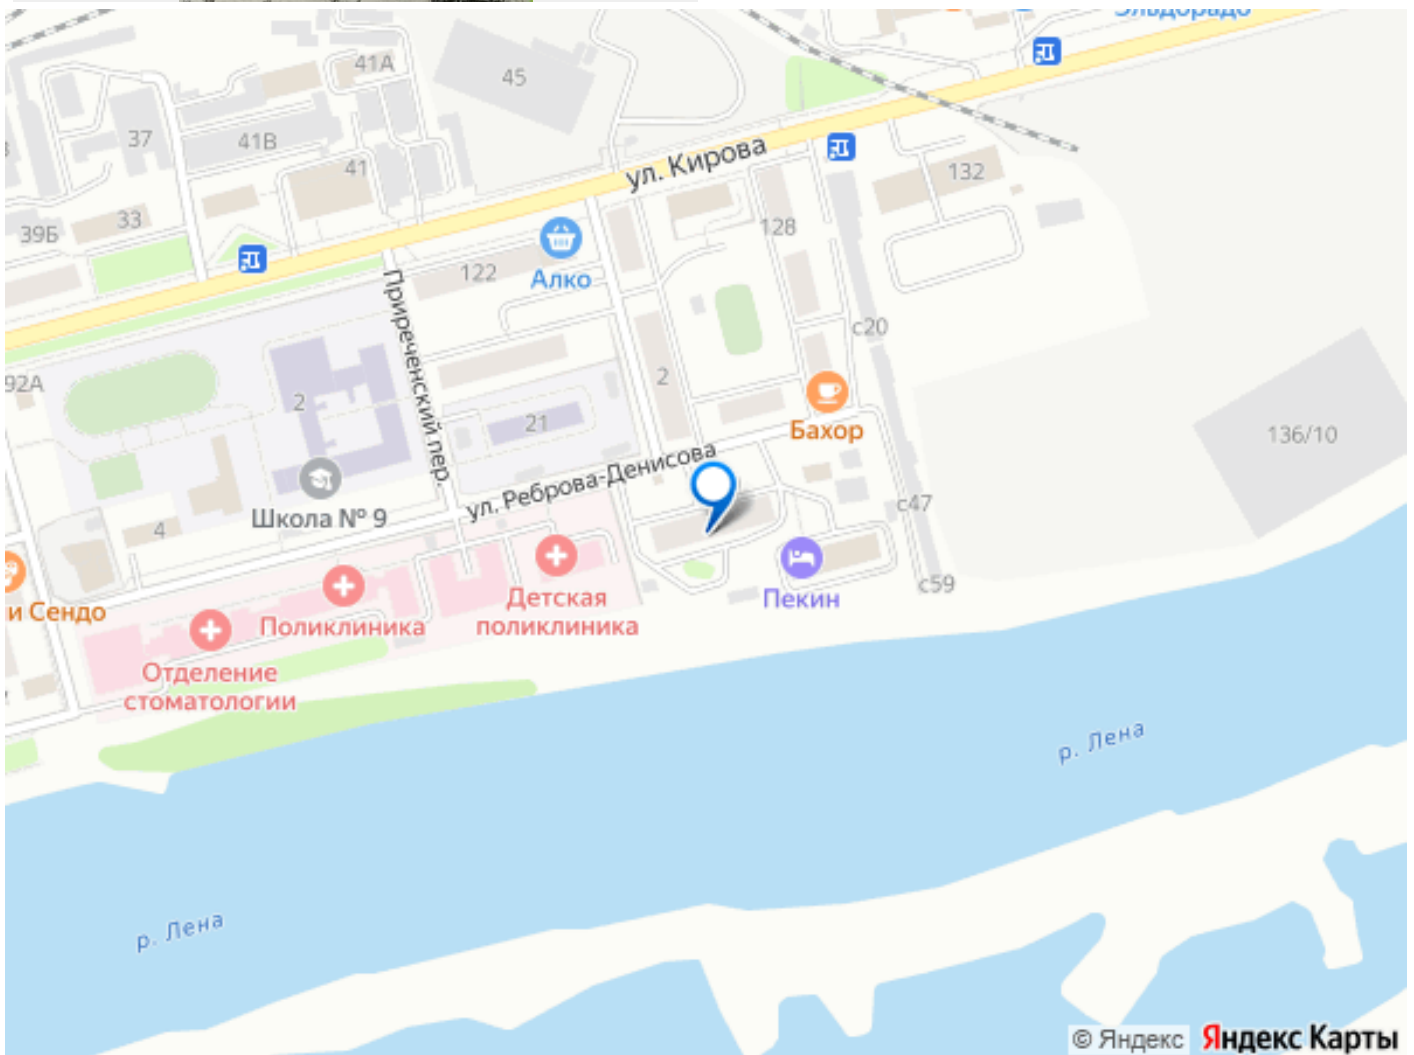 Эльдорадо
41А
45
37
41В
ул. Кирова
41
132
33
39Б
128
122
Алко
Приреченский пер.
с20
92А
2
2
21
Бахор
136/10
ул. Реброва-Денисова
Школа № 9
4
с47
с59
Пекин
и Сендо
Детская
поликлиника
Поликлиника
Отделение
стоматологии
р. Лена
р. Лена
© Яндекс Яндекс Карты